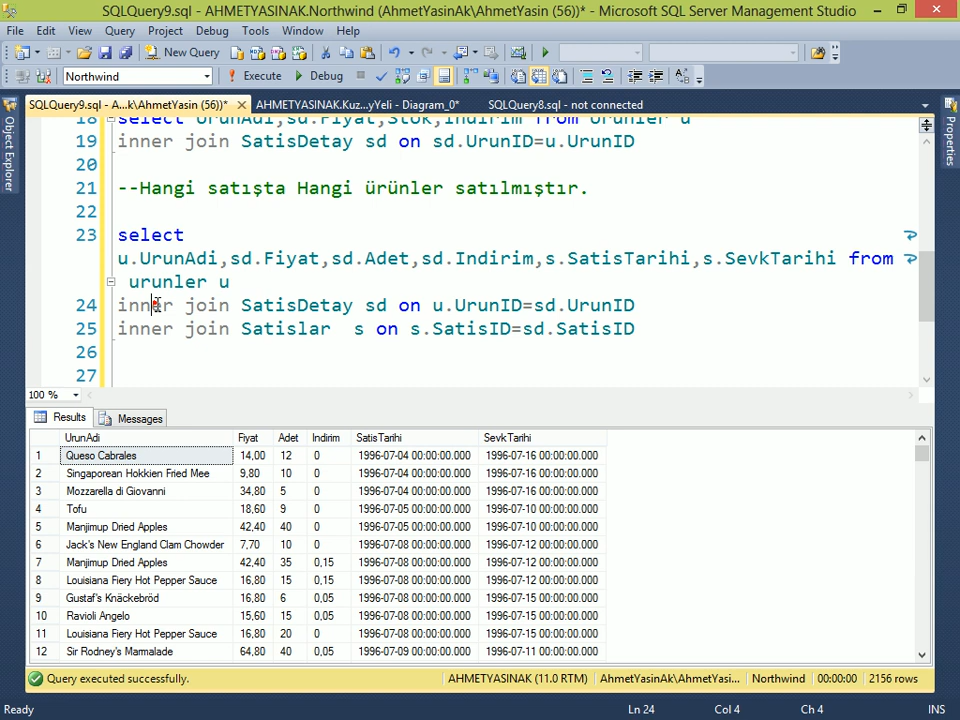 SQLQuery9.sql - AHMETYASINAK.Northwind (AhmetYasinAk\AhmetYasin (56))* - Microsoft SQL Server Management Studio
File Edit View Query Project Debug Tools Window Help
New Query
Northwind Execute Debug
SQLQuery9.sql - A...k\AhmetYasin (56))* AHMETYASINAK.Kuz...yYeli - Diagram_0* SQLQuery8.sql - not connected
Object Explorer
Properties
18 select UrunAdi,sd.Fiyat,Stok,Indirim from Urunler u
19 inner join SatisDetay sd on sd.UrunID=u.UrunID
20
21 --Hangi satışta Hangi ürünler satılmıştır.
22
23 select
u.UrunAdi,sd.Fiyat,sd.Adet,sd.Indirim,s.SatisTarihi,s.SevkTarihi from
urunler u
24 inner join SatisDetay sd on u.UrunID=sd.UrunID
25 inner join Satislar  s on s.SatisID=sd.SatisID
26
27
100 %
Results Messages
UrunAdi Fiyat Adet Indirim SatisTarihi SevkTarihi
1 Queso Cabrales 14,00 12 0 1996-07-04 00:00:00.000 1996-07-16 00:00:00.000
2 Singaporean Hokkien Fried Mee 9,80 10 0 1996-07-04 00:00:00.000 1996-07-16 00:00:00.000
3 Mozzarella di Giovanni 34,80 5 0 1996-07-04 00:00:00.000 1996-07-16 00:00:00.000
4 Tofu 18,60 9 0 1996-07-05 00:00:00.000 1996-07-10 00:00:00.000
5 Manjimup Dried Apples 42,40 40 0 1996-07-05 00:00:00.000 1996-07-10 00:00:00.000
6 Jack's New England Clam Chowder 7,70 10 0 1996-07-08 00:00:00.000 1996-07-12 00:00:00.000
7 Manjimup Dried Apples 42,40 35 0,15 1996-07-08 00:00:00.000 1996-07-12 00:00:00.000
8 Louisiana Fiery Hot Pepper Sauce 16,80 15 0,15 1996-07-08 00:00:00.000 1996-07-12 00:00:00.000
9 Gustaf's Knäckebröd 16,80 6 0,05 1996-07-08 00:00:00.000 1996-07-15 00:00:00.000
10 Ravioli Angelo 15,60 15 0,05 1996-07-08 00:00:00.000 1996-07-15 00:00:00.000
11 Louisiana Fiery Hot Pepper Sauce 16,80 20 0 1996-07-08 00:00:00.000 1996-07-15 00:00:00.000
12 Sir Rodney's Marmalade 64,80 40 0,05 1996-07-09 00:00:00.000 1996-07-11 00:00:00.000
Query executed successfully. AHMETYASINAK (11.0 RTM) AhmetYasinAk\AhmetYasi... Northwind 00:00:00 2156 rows
Ready Ln 24 Col 4 Ch 4 INS